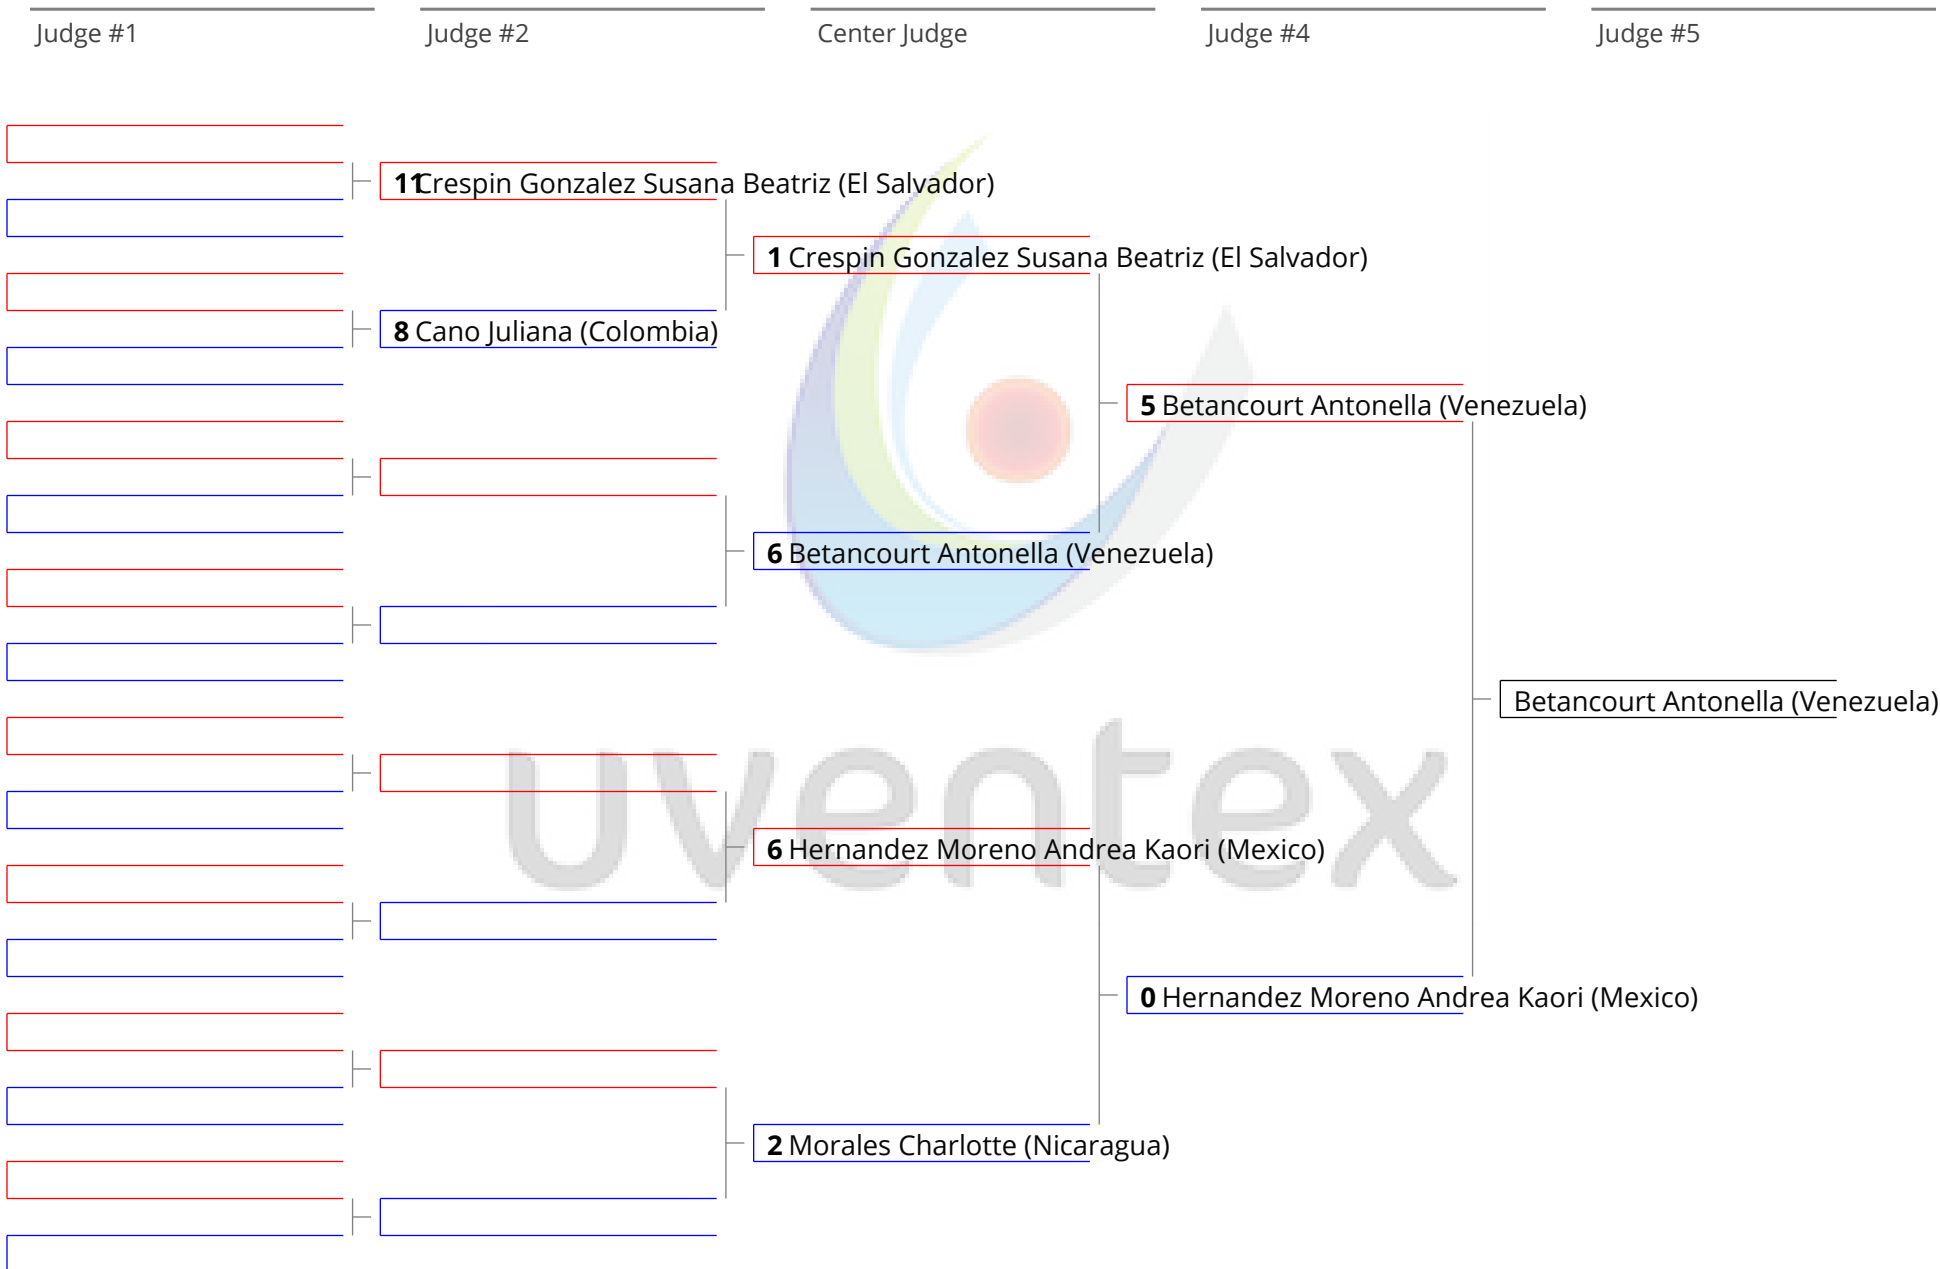 Judge #1
Judge #2
Center Judge
Judge #4
Judge #5
11 Crespin Gonzalez Susana Beatriz (El Salvador)
1 Crespin Gonzalez Susana Beatriz (El Salvador)
8 Cano Juliana (Colombia)
5 Betancourt Antonella (Venezuela)
6 Betancourt Antonella (Venezuela)
Betancourt Antonella (Venezuela)
uventex
6 Hernandez Moreno Andrea Kaori (Mexico)
0 Hernandez Moreno Andrea Kaori (Mexico)
2 Morales Charlotte (Nicaragua)